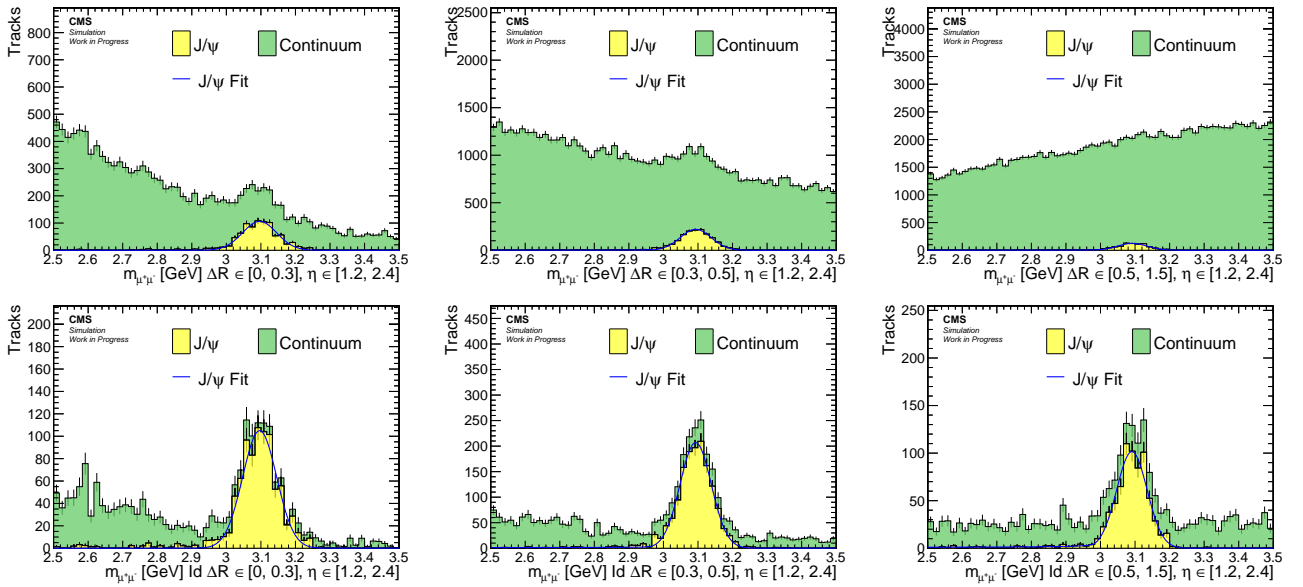 CMS
Simulation
Work in Progress
J/ψ
Continuum
J/ψ Fit
Tracks
800
700
600
500
400
300
200
100
0
2.5 2.6 2.7 2.8 2.9 3 3.1 3.2 3.3 3.4 3.5
m_μ⁺μ⁻ [GeV] ΔR ∈ [0, 0.3], η ∈ [1.2, 2.4]
CMS
Simulation
Work in Progress
J/ψ
Continuum
J/ψ Fit
Tracks
2500
2000
1500
1000
500
0
2.5 2.6 2.7 2.8 2.9 3 3.1 3.2 3.3 3.4 3.5
m_μ⁺μ⁻ [GeV] ΔR ∈ [0.3, 0.5], η ∈ [1.2, 2.4]
CMS
Simulation
Work in Progress
J/ψ
Continuum
J/ψ Fit
Tracks
4000
3500
3000
2500
2000
1500
1000
500
0
2.5 2.6 2.7 2.8 2.9 3 3.1 3.2 3.3 3.4 3.5
m_μ⁺μ⁻ [GeV] ΔR ∈ [0.5, 1.5], η ∈ [1.2, 2.4]
CMS
Simulation
Work in Progress
J/ψ
Continuum
J/ψ Fit
Tracks
200
180
160
140
120
100
80
60
40
20
0
2.5 2.6 2.7 2.8 2.9 3 3.1 3.2 3.3 3.4 3.5
m_μ⁺μ⁻ [GeV] Id ΔR ∈ [0, 0.3], η ∈ [1.2, 2.4]
CMS
Simulation
Work in Progress
J/ψ
Continuum
J/ψ Fit
Tracks
450
400
350
300
250
200
150
100
50
0
2.5 2.6 2.7 2.8 2.9 3 3.1 3.2 3.3 3.4 3.5
m_μ⁺μ⁻ [GeV] Id ΔR ∈ [0.3, 0.5], η ∈ [1.2, 2.4]
CMS
Simulation
Work in Progress
J/ψ
Continuum
J/ψ Fit
Tracks
250
200
150
100
50
0
2.5 2.6 2.7 2.8 2.9 3 3.1 3.2 3.3 3.4 3.5
m_μ⁺μ⁻ [GeV] Id ΔR ∈ [0.5, 1.5], η ∈ [1.2, 2.4]